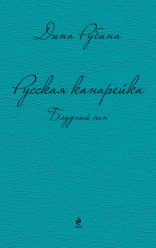 Дина Рубина
Русская канарейка
Блудный сын